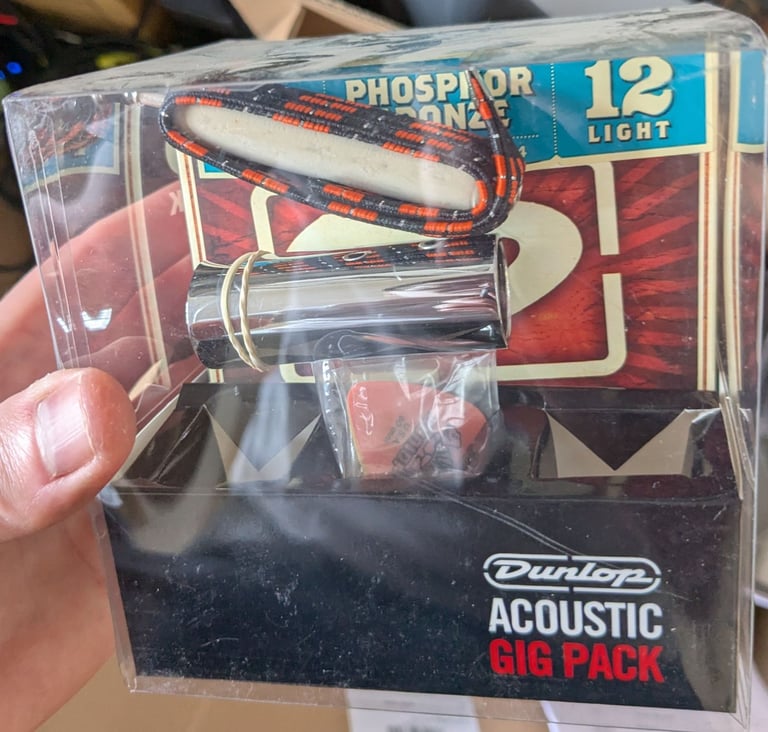 PHOSPHOR
BRONZE
12
LIGHT
Dunlop
ACOUSTIC
GIG PACK